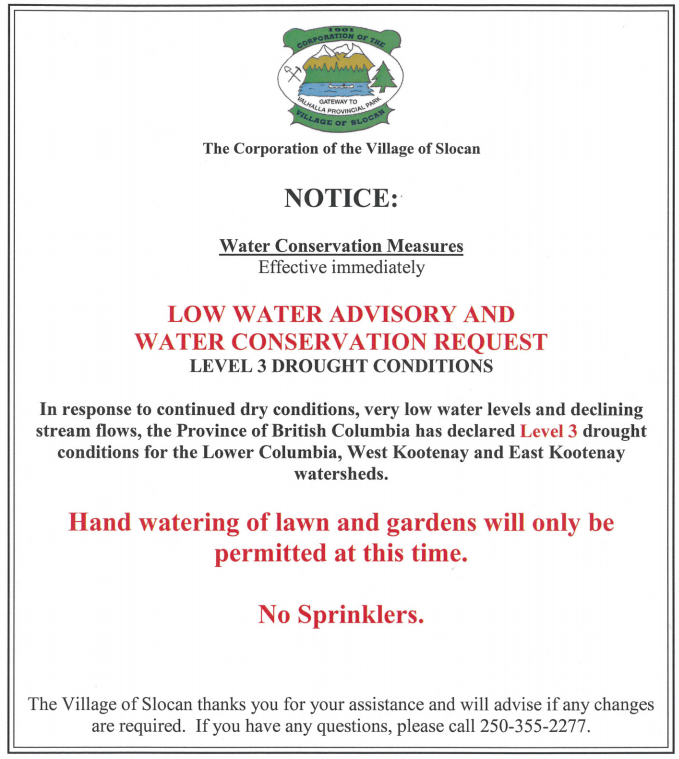 1901
CORPORATION OF THE
GATEWAY TO
VALHALLA PROVINCIAL PARK
VILLAGE OF SLOCAN
The Corporation of the Village of Slocan
NOTICE:
Water Conservation Measures
Effective immediately
LOW WATER ADVISORY AND
WATER CONSERVATION REQUEST
LEVEL 3 DROUGHT CONDITIONS
In response to continued dry conditions, very low water levels and declining
stream flows, the Province of British Columbia has declared Level 3 drought
conditions for the Lower Columbia, West Kootenay and East Kootenay
watersheds.
Hand watering of lawn and gardens will only be
permitted at this time.
No Sprinklers.
The Village of Slocan thanks you for your assistance and will advise if any changes
are required. If you have any questions, please call 250-355-2277.